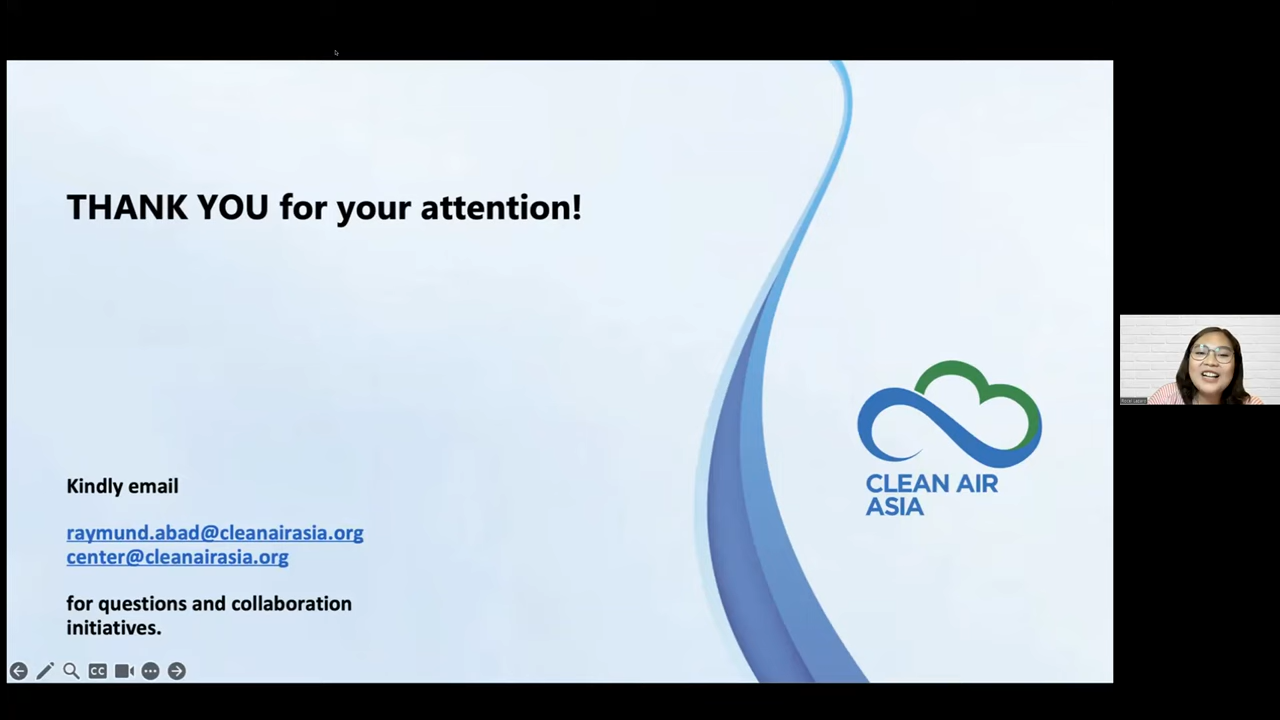 THANK YOU for your attention!
Kindly email
raymund.abad@cleanairasia.org
center@cleanairasia.org
for questions and collaboration
initiatives.
CLEAN AIR
ASIA
CC